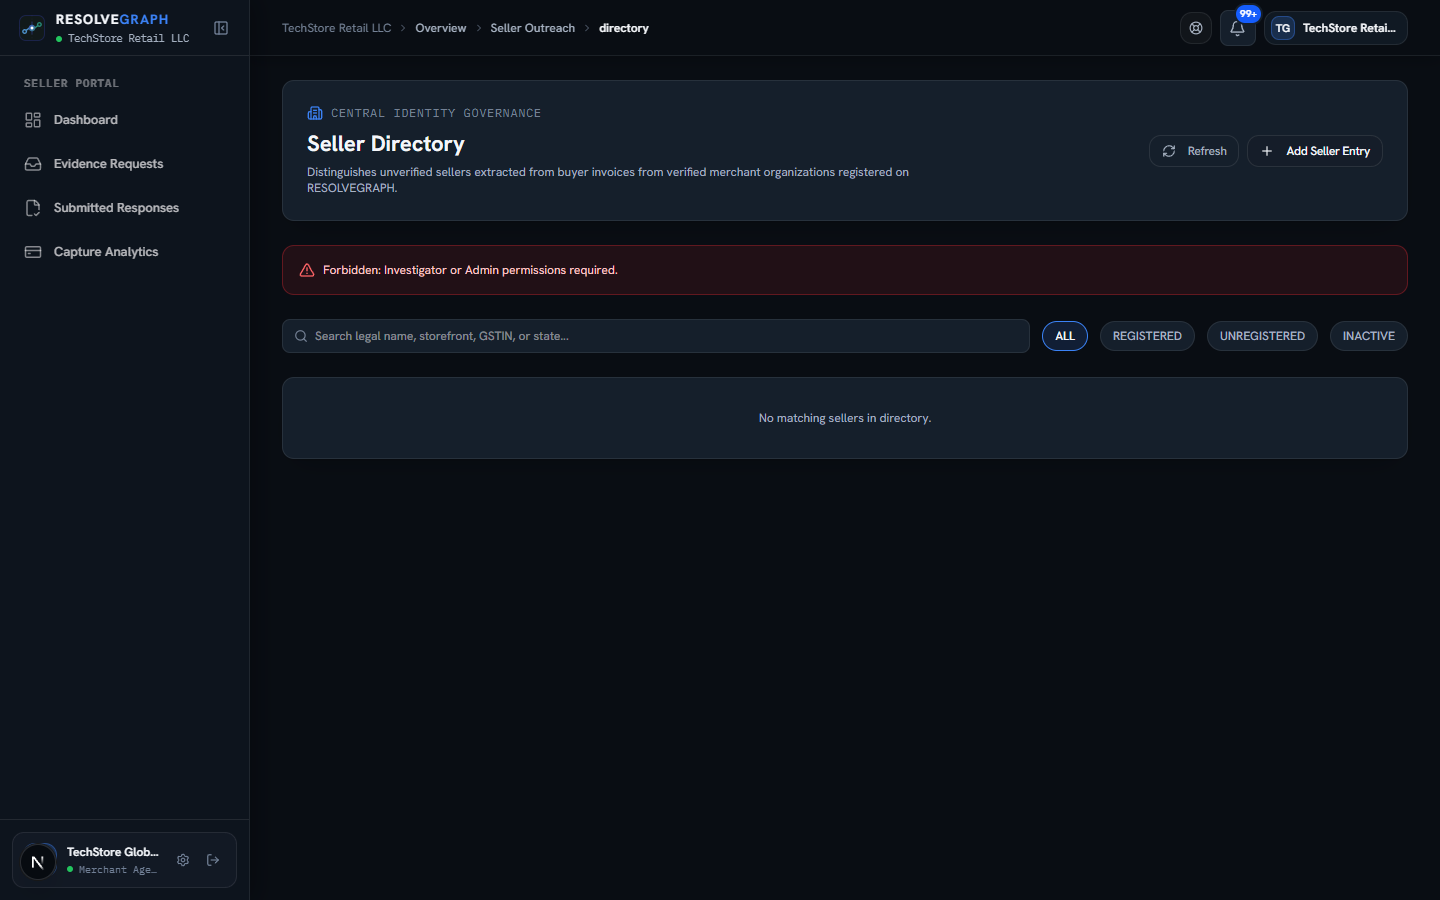 RESOLVEGRAPH
TechStore Retail LLC
SELLER PORTAL
Dashboard
Evidence Requests
Submitted Responses
Capture Analytics
TechStore Glob...
Merchant Age…
N
TechStore Retail LLC > Overview > Seller Outreach > directory
99+
TG TechStore Retai...
CENTRAL IDENTITY GOVERNANCE
Seller Directory
Distinguishes unverified sellers extracted from buyer invoices from verified merchant organizations registered on
RESOLVEGRAPH.
Refresh
Add Seller Entry
Forbidden: Investigator or Admin permissions required.
Search legal name, storefront, GSTIN, or state...
ALL
REGISTERED
UNREGISTERED
INACTIVE
No matching sellers in directory.